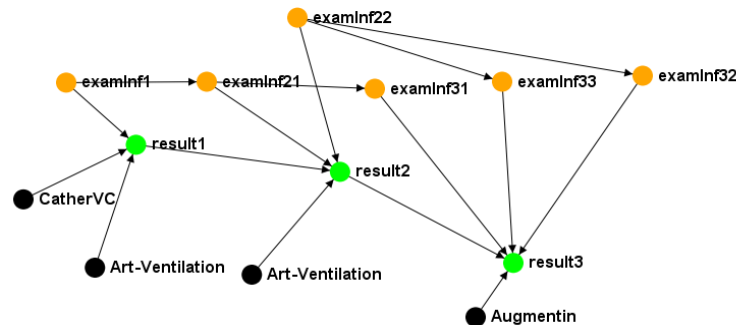 examInf22
examInf1
examInf21
examInf31
examInf33
examInf32
result1
result2
CatherVC
Art-Ventilation
Art-Ventilation
result3
Augmentin